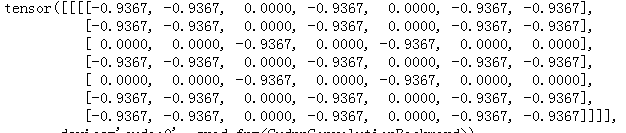 tensor([[[[-0.9367, -0.9367, 0.0000, -0.9367, 0.0000, -0.9367, -0.9367],
[-0.9367, -0.9367, 0.0000, -0.9367, 0.0000, -0.9367, -0.9367],
[ 0.0000, 0.0000, -0.9367, 0.0000, -0.9367, 0.0000, 0.0000],
[-0.9367, -0.9367, 0.0000, -0.9367, 0.0000, -0.9367, -0.9367],
[ 0.0000, 0.0000, -0.9367, 0.0000, -0.9367, 0.0000, 0.0000],
[-0.9367, -0.9367, 0.0000, -0.9367, 0.0000, -0.9367, -0.9367],
[-0.9367, -0.9367, 0.0000, -0.9367, 0.0000, -0.9367, -0.9367]]]],